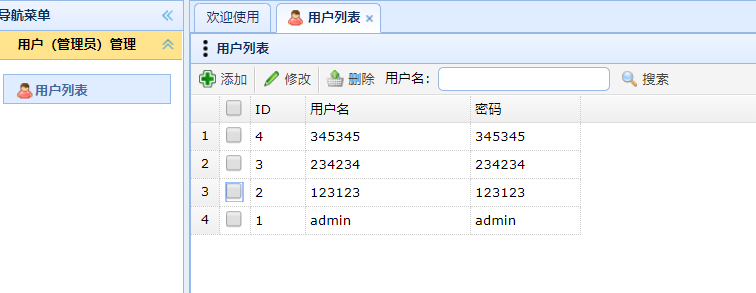 导航菜单
用户（管理员）管理
用户列表
欢迎使用 用户列表
用户列表
添加 修改 删除 用户名： 搜索
ID 用户名 密码
1 4 345345 345345
2 3 234234 234234
3 2 123123 123123
4 1 admin admin